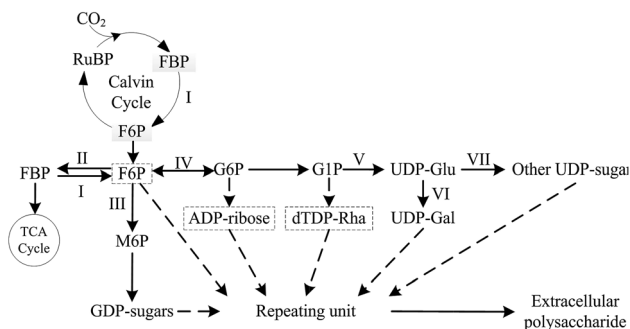 CO2
RuBP
FBP
Calvin
Cycle
I
F6P
FBP
II
I
F6P
IV
G6P
G1P
V
UDP-Glu
VII
Other UDP-sugar
III
VI
TCA
Cycle
M6P
ADP-ribose
dTDP-Rha
UDP-Gal
GDP-sugars
Repeating unit
Extracellular
polysaccharide